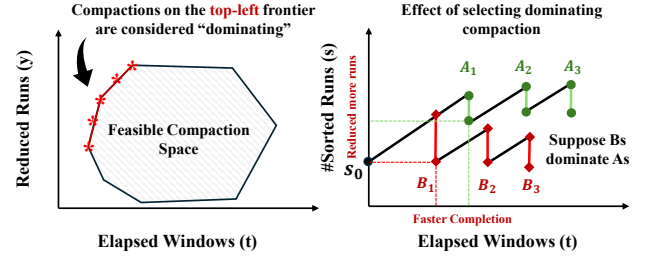 Compactions on the top-left frontier
are considered “dominating”
Reduced Runs (y)
Feasible Compaction
Space
Elapsed Windows (t)
Effect of selecting dominating
compaction
#Sorted Runs (s)
Reduced more runs
A1
A2
A3
Suppose Bs
dominate As
s0
B1
B2
B3
Faster Completion
Elapsed Windows (t)